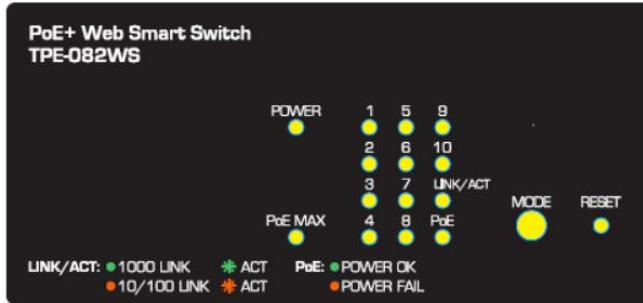 PoE+ Web Smart Switch
TPE-082WS
POWER 1 5 9
2 6 10
3 7 LINK/ACT
MODE RESET
PoE MAX 4 8 PoE
LINK/ACT: 1000 LINK ACT PoE: POWER OK
10/100 LINK ACT POWER FAIL